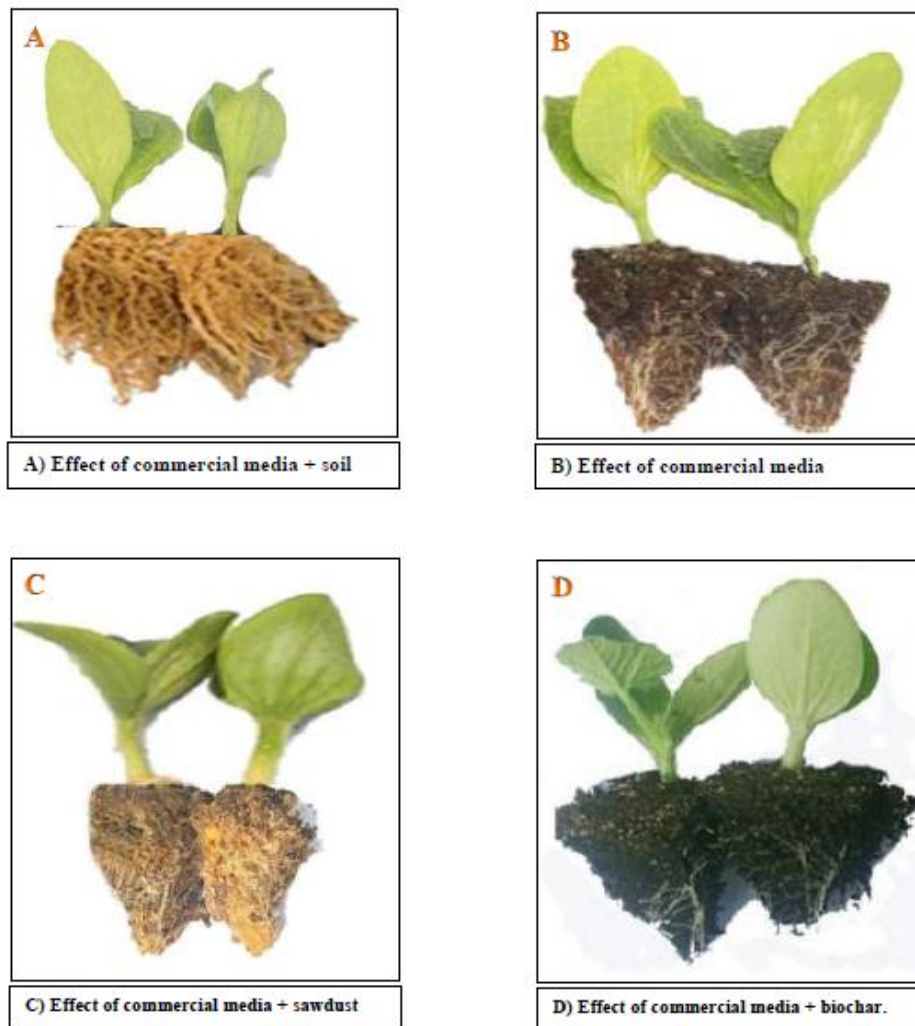 A
B
A) Effect of commercial media + soil
B) Effect of commercial media
C
D
C) Effect of commercial media + sawdust
D) Effect of commercial media + biochar.